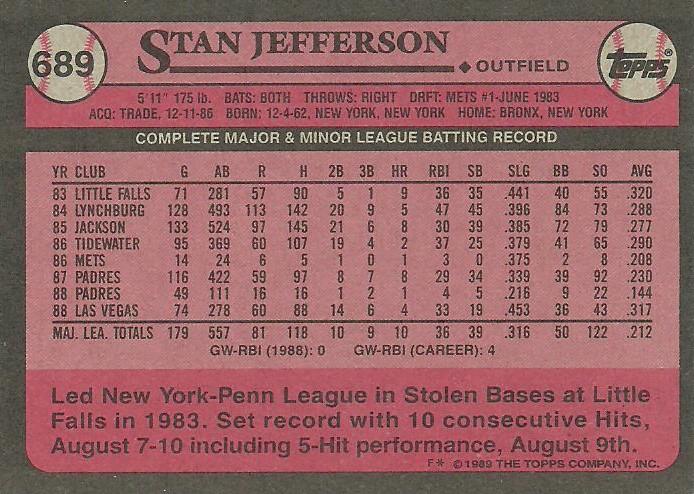 689
STAN JEFFERSON
◆ OUTFIELD
TOPPS®
5'11" 175 lb. BATS: BOTH THROWS: RIGHT DRFT: METS #1-JUNE 1983
ACQ: TRADE, 12-11-86 BORN: 12-4-62, NEW YORK, NEW YORK HOME: BRONX, NEW YORK
COMPLETE MAJOR & MINOR LEAGUE BATTING RECORD
YR CLUB G AB R H 2B 3B HR RBI SB SLG BB SO AVG
83 LITTLE FALLS 71 281 57 90 5 1 9 36 35 .441 40 55 .320
84 LYNCHBURG 128 493 113 142 20 9 5 47 45 .396 84 73 .288
85 JACKSON 133 524 97 145 21 6 8 30 39 .385 72 79 .277
86 TIDEWATER 95 369 60 107 19 4 2 37 25 .379 41 65 .290
86 METS 14 24 6 5 1 0 1 3 0 .375 2 8 .208
87 PADRES 116 422 59 97 8 7 8 29 34 .339 39 92 .230
88 PADRES 49 111 16 16 1 2 1 4 5 .216 9 22 .144
88 LAS VEGAS 74 278 60 88 14 6 4 33 19 .453 36 43 .317
MAJ. LEA. TOTALS 179 557 81 118 10 9 10 36 39 .316 50 122 .212
GW-RBI (1988): 0 GW-RBI (CAREER): 4
Led New York-Penn League in Stolen Bases at Little
Falls in 1983. Set record with 10 consecutive Hits,
August 7-10 including 5-Hit performance, August 9th.
F* © 1989 THE TOPPS COMPANY, INC.